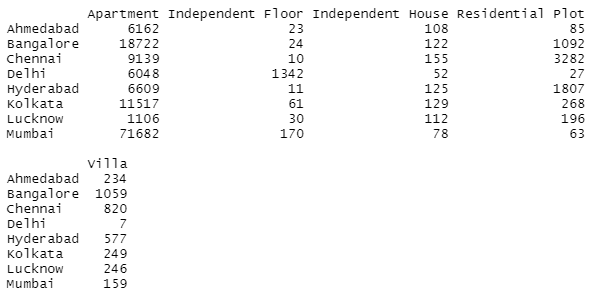 Apartment Independent Floor Independent House Residential Plot
Ahmedabad 6162 23 108 85
Bangalore 18722 24 122 1092
Chennai 9139 10 155 3282
Delhi 6048 1342 52 27
Hyderabad 6609 11 125 1807
Kolkata 11517 61 129 268
Lucknow 1106 30 112 196
Mumbai 71682 170 78 63
Villa
Ahmedabad 234
Bangalore 1059
Chennai 820
Delhi 7
Hyderabad 577
Kolkata 249
Lucknow 246
Mumbai 159